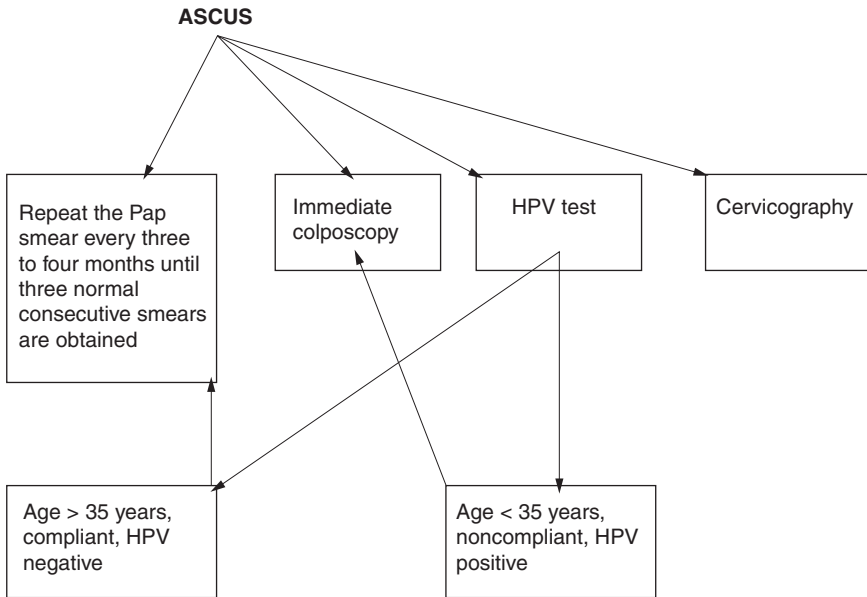 ASCUS
Repeat the Pap
smear every three
to four months until
three normal
consecutive smears
are obtained
Immediate
colposcopy
HPV test
Cervicography
Age > 35 years,
compliant, HPV
negative
Age < 35 years,
noncompliant, HPV
positive